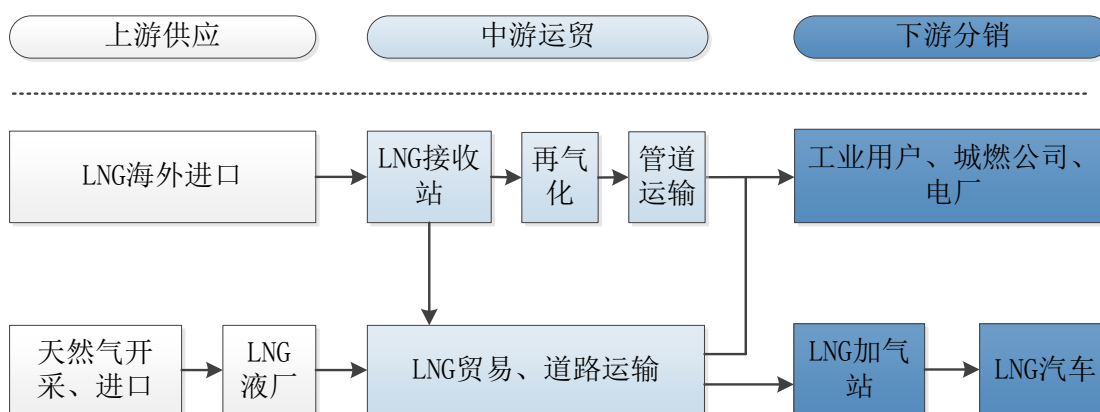 上游供应
中游运贸
下游分销
LNG海外进口
LNG接收
站
再气
化
管道
运输
工业用户、城燃公司、
电厂
天然气开
采、进口
LNG
液厂
LNG贸易、道路运输
LNG加气
站
LNG汽车